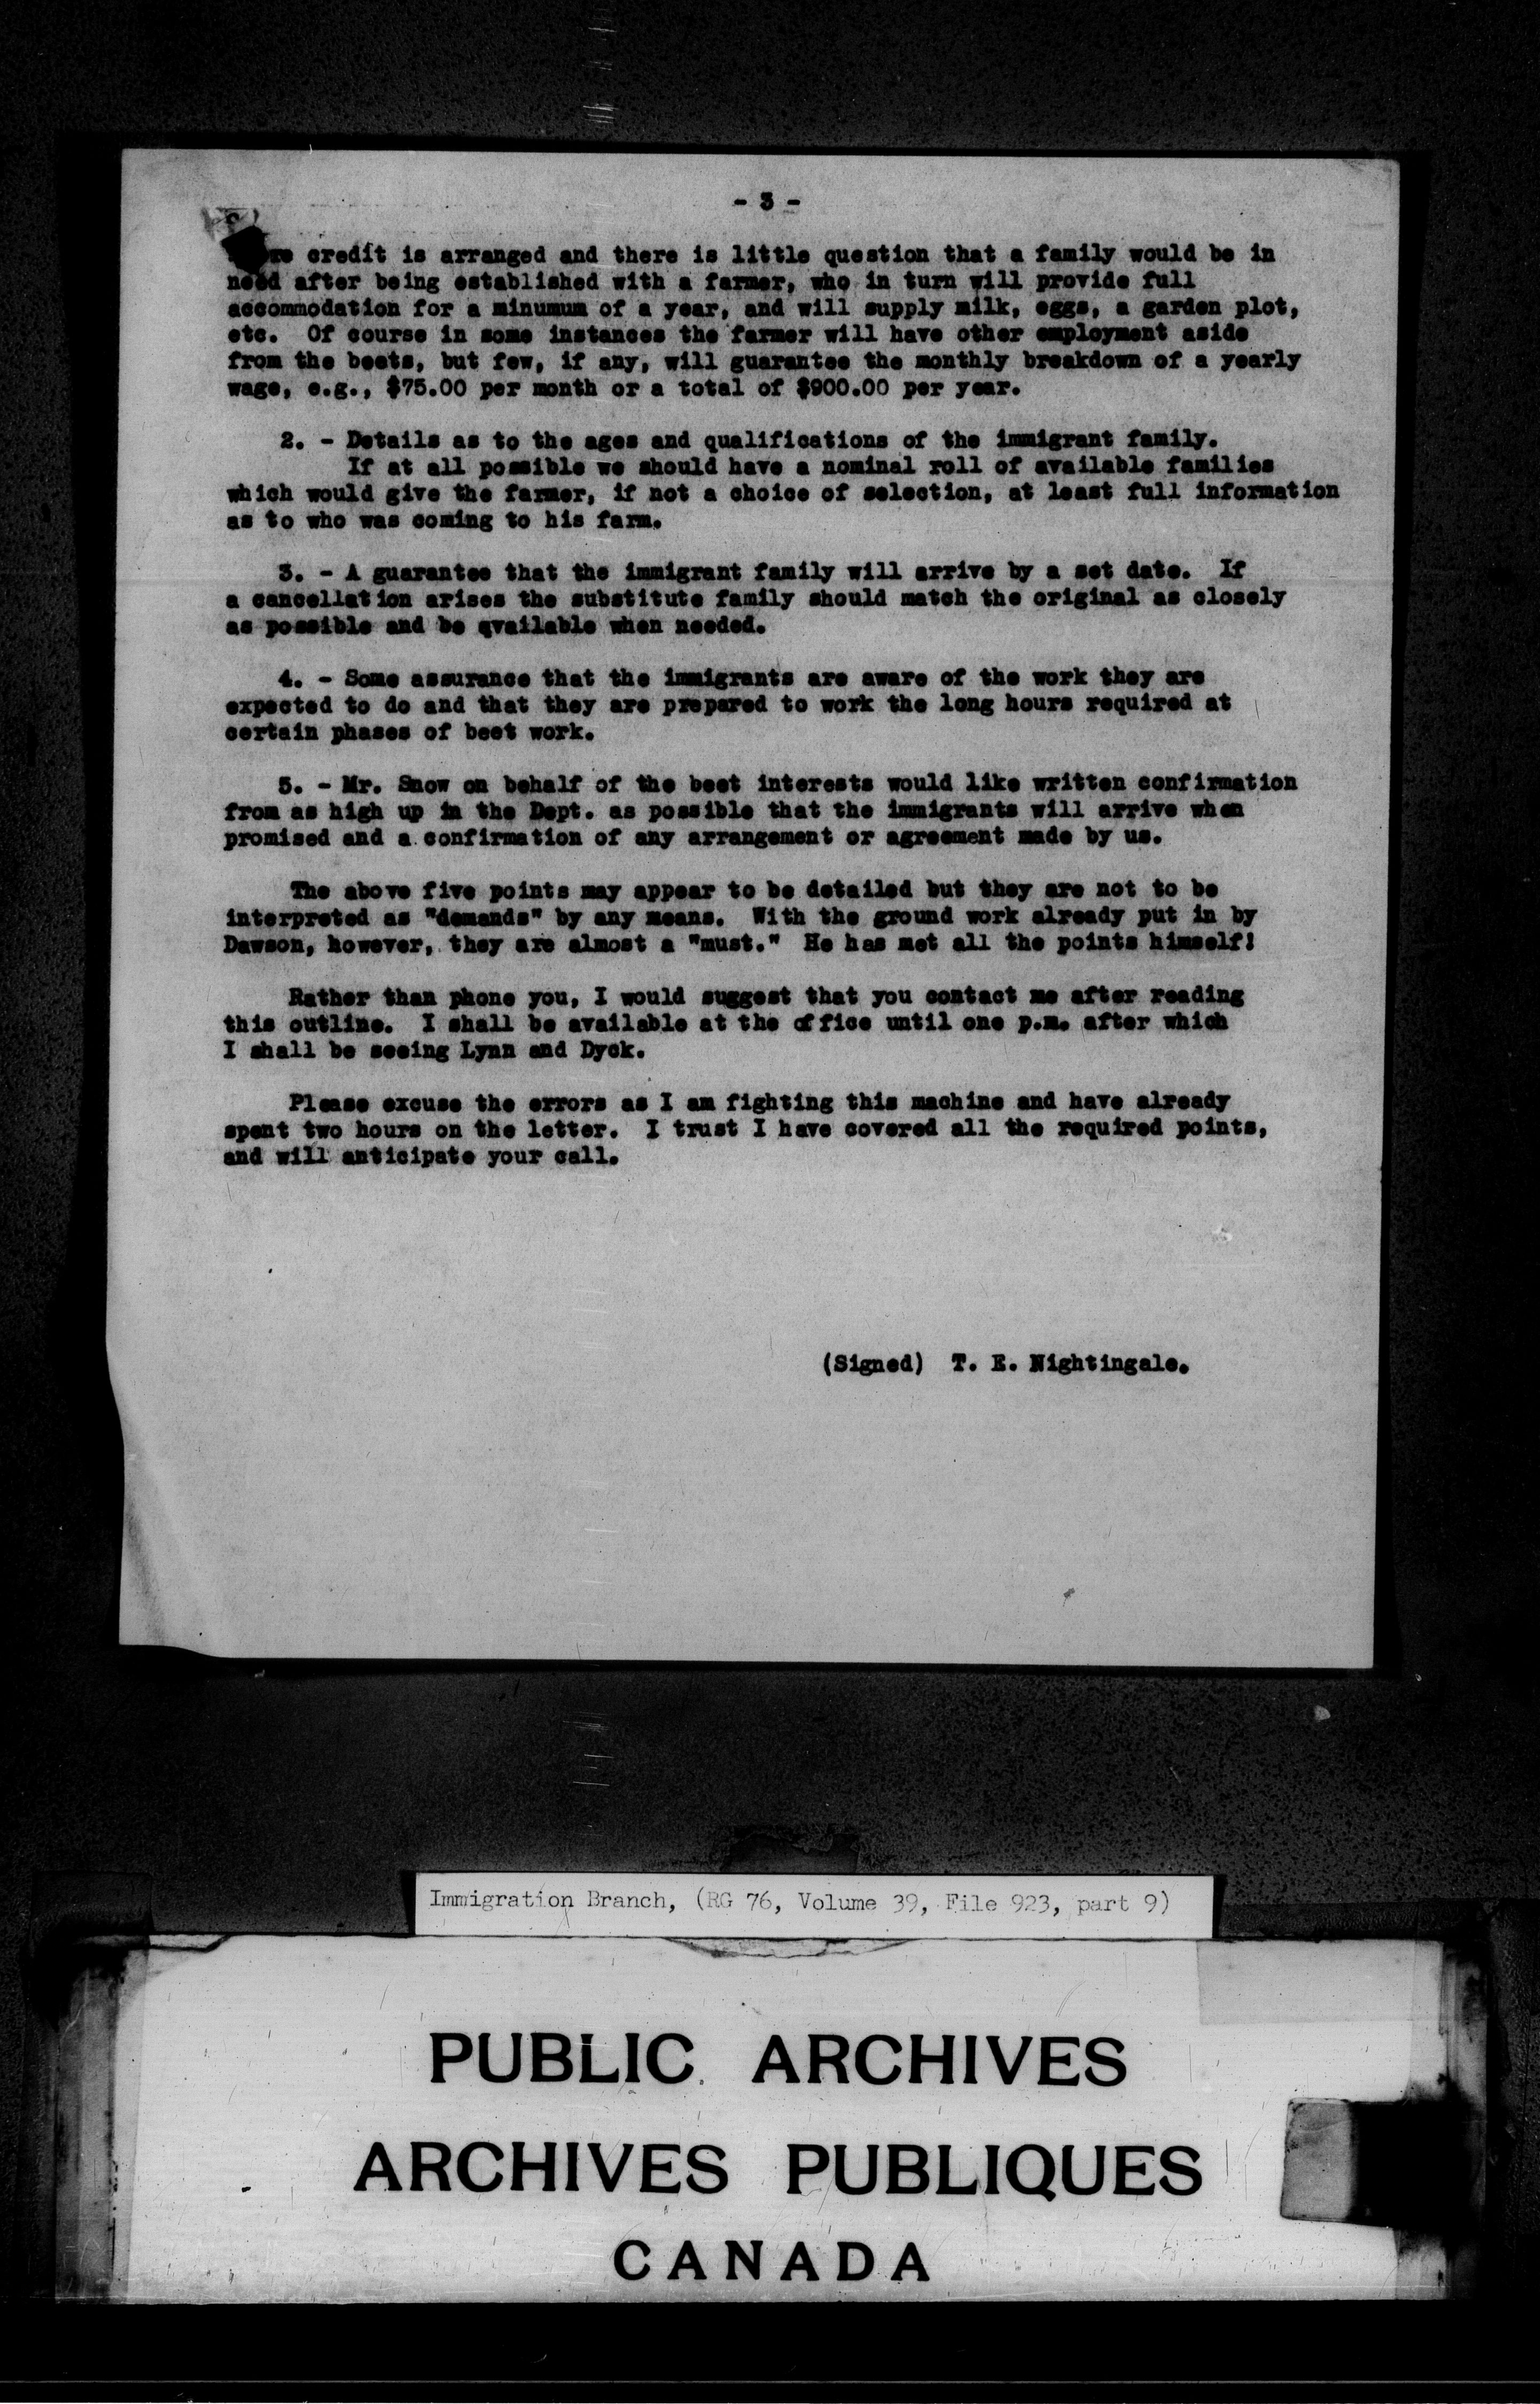 - 3 -
credit is arranged and there is little question that a family would be in
need after being established with a farmer, who in turn will provide full
accommodation for a minumum of a year, and will supply milk, eggs, a garden plot,
etc. Of course in some instances the farmer will have other employment aside
from the beets, but few, if any, will guarantee the monthly breakdown of a yearly
wage, e.g., $75.00 per month or a total of $900.00 per year.
2. - Details as to the ages and qualifications of the immigrant family.
If at all possible we should have a nominal roll of available families
which would give the farmer, if not a choice of selection, at least full information
as to who was coming to his farm.
3. - A guarantee that the immigrant family will arrive by a set date. If
a cancellation arises the substitute family should match the original as closely
as possible and be available when needed.
4. - Some assurance that the immigrants are aware of the work they are
expected to do and that they are prepared to work the long hours required at
certain phases of beet work.
5. - Mr. Snow on behalf of the beet interests would like written confirmation
from as high up in the Dept. as possible that the immigrants will arrive when
promised and a confirmation of any arrangement or agreement made by us.
The above five points may appear to be detailed but they are not to be
interpreted as "demands" by any means. With the ground work already put in by
Dawson, however, they are almost a "must." He has met all the points himself!
Rather than phone you, I would suggest that you contact me after reading
this outline. I shall be available at the office until one p.m. after which
I shall be seeing Lynn and Dyck.
Please excuse the errors as I am fighting this machine and have already
spent two hours on the letter. I trust I have covered all the required points,
and will anticipate your call.
(Signed) T. E. Nightingale.
Immigration Branch, (RG 76, Volume 39, File 923, part 9)
PUBLIC ARCHIVES
ARCHIVES PUBLIQUES
CANADA